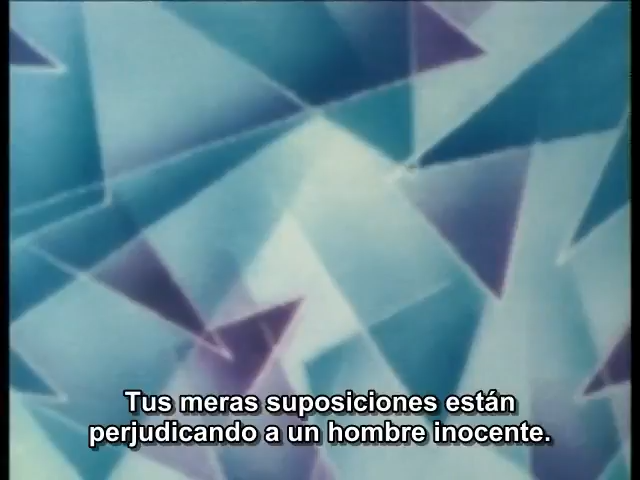 Tus meras suposiciones están
perjudicando a un hombre inocente.